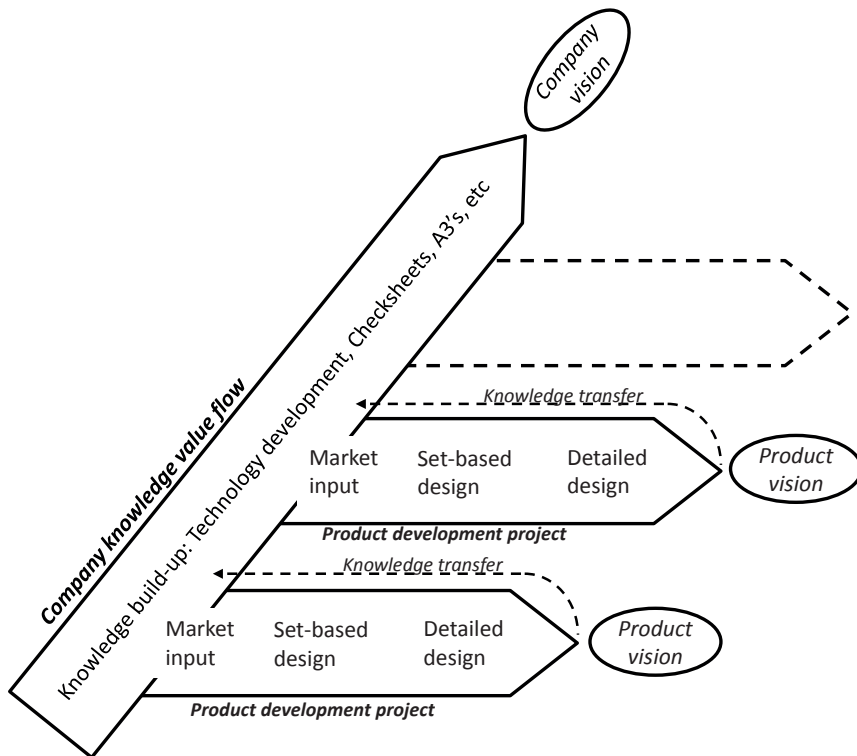 Company
vision
Knowledge build-up: Technology development, Checksheets, A3's, etc
Company knowledge value flow
Knowledge transfer
Market
input
Set-based
design
Detailed
design
Product
vision
Product development project
Knowledge transfer
Market
input
Set-based
design
Detailed
design
Product
vision
Product development project